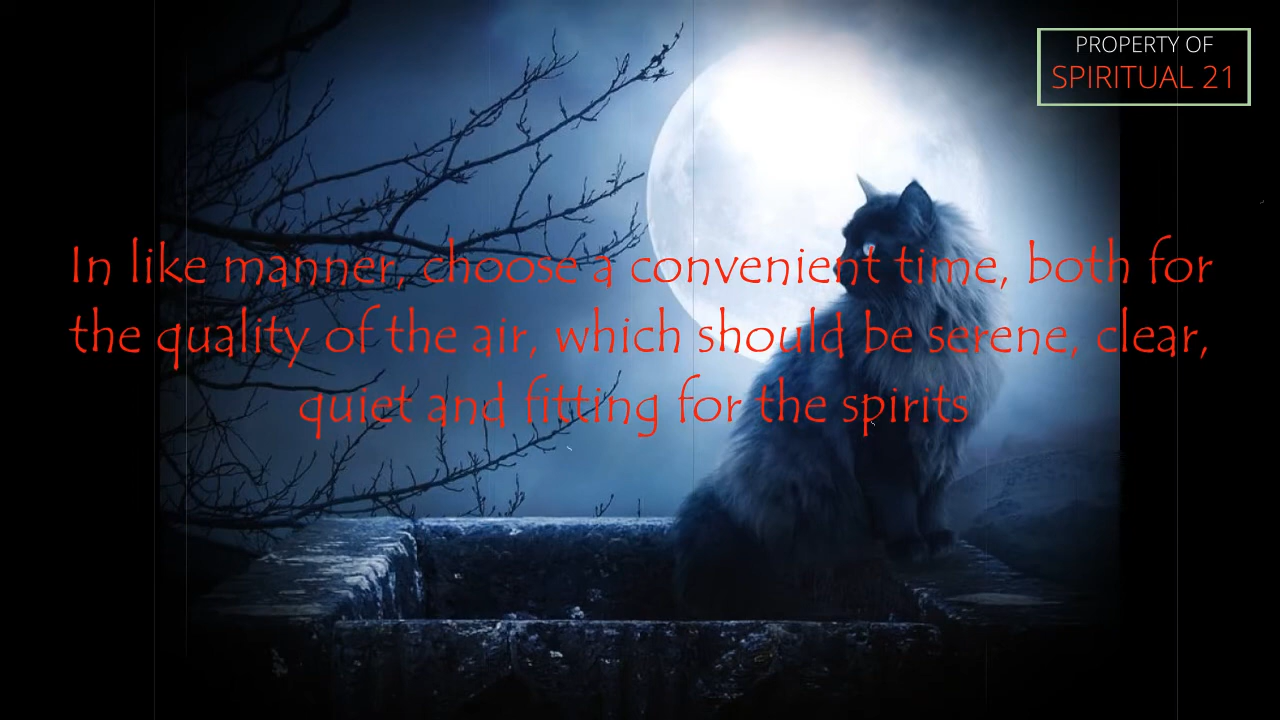 PROPERTY OF
SPIRITUAL 21
In like manner, choose a convenient time, both for
the quality of the air, which should be serene, clear,
quiet and fitting for the spirits